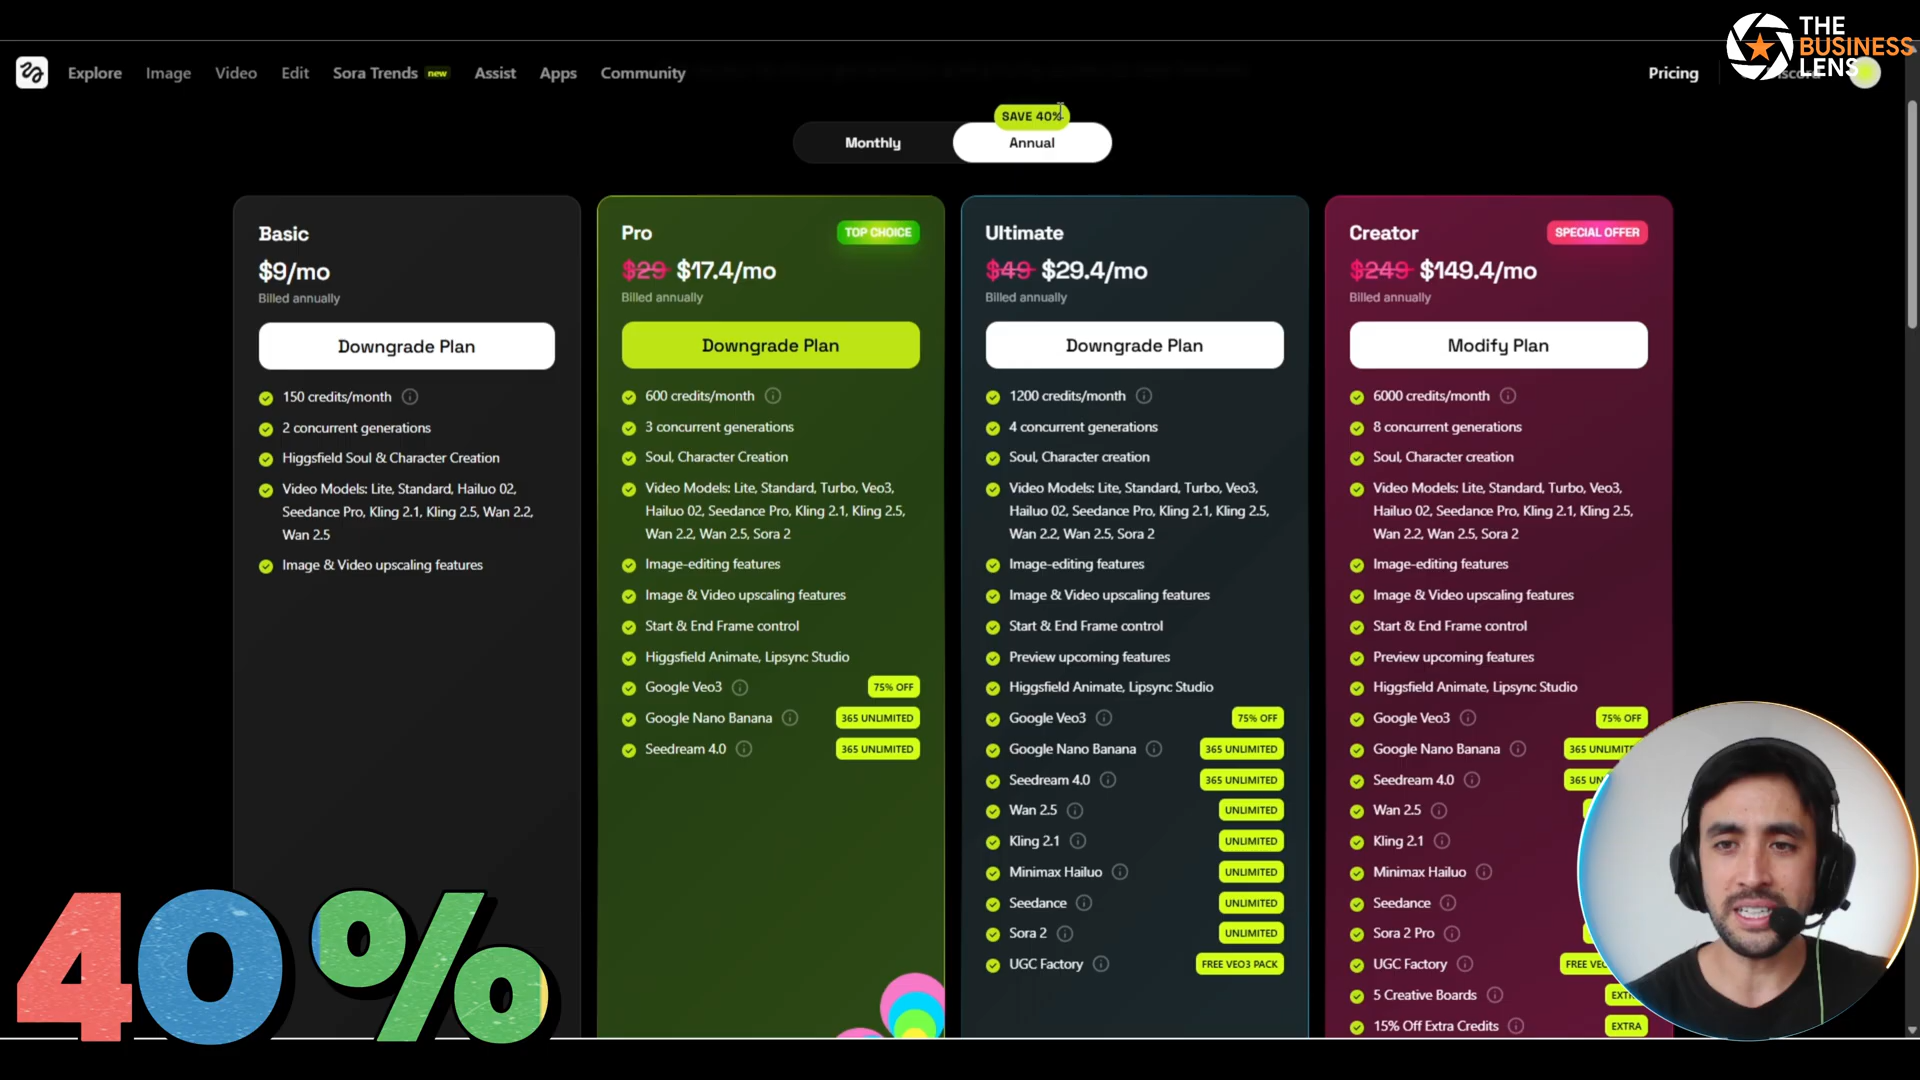 THE
BUSINESS
LENS
Explore
Image
Video
Edit
Sora Trends
new
Assist
Apps
Community
Pricing
SAVE 40%
Monthly
Annual
Basic
$9/mo
Billed annually
Downgrade Plan
150 credits/month
2 concurrent generations
Higgsfield Soul & Character Creation
Video Models: Lite, Standard, Hailuo 02,
Seedance Pro, Kling 2.1, Kling 2.5, Wan 2.2,
Wan 2.5
Image & Video upscaling features
Pro
TOP CHOICE
$29 $17.4/mo
Billed annually
Downgrade Plan
600 credits/month
3 concurrent generations
Soul, Character Creation
Video Models: Lite, Standard, Turbo, Veo3,
Hailuo 02, Seedance Pro, Kling 2.1, Kling 2.5,
Wan 2.2, Wan 2.5, Sora 2
Image-editing features
Image & Video upscaling features
Start & End Frame control
Higgsfield Animate, Lipsync Studio
Google Veo3 75% OFF
Google Nano Banana 365 UNLIMITED
Seedream 4.0 365 UNLIMITED
Ultimate
$49 $29.4/mo
Billed annually
Downgrade Plan
1200 credits/month
4 concurrent generations
Soul, Character creation
Video Models: Lite, Standard, Turbo, Veo3,
Hailuo 02, Seedance Pro, Kling 2.1, Kling 2.5,
Wan 2.2, Wan 2.5, Sora 2
Image-editing features
Image & Video upscaling features
Start & End Frame control
Preview upcoming features
Higgsfield Animate, Lipsync Studio
Google Veo3 75% OFF
Google Nano Banana 365 UNLIMITED
Seedream 4.0 365 UNLIMITED
Wan 2.5 UNLIMITED
Kling 2.1 UNLIMITED
Minimax Hailuo UNLIMITED
Seedance UNLIMITED
Sora 2 UNLIMITED
UGC Factory FREE VEO3 PACK
Creator
SPECIAL OFFER
$249 $149.4/mo
Billed annually
Modify Plan
6000 credits/month
8 concurrent generations
Soul, Character creation
Video Models: Lite, Standard, Turbo, Veo3,
Hailuo 02, Seedance Pro, Kling 2.1, Kling 2.5,
Wan 2.2, Wan 2.5, Sora 2
Image-editing features
Image & Video upscaling features
Start & End Frame control
Preview upcoming features
Higgsfield Animate, Lipsync Studio
Google Veo3 75% OFF
Google Nano Banana 365
Seedream 4.0 365
Wan 2.5
Kling 2.1
Minimax Hailuo
Seedance
Sora 2 Pro
UGC Factory FREE
5 Creative Boards
15% Off Extra Credits EXTRA
40%